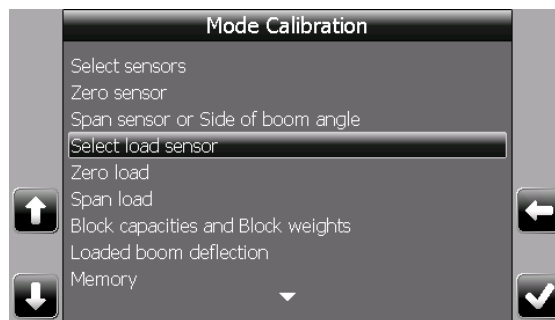 Mode Calibration
Select sensors
Zero sensor
Span sensor or Side of boom angle
Select load sensor
Zero load
Span load
Block capacities and Block weights
Loaded boom deflection
Memory